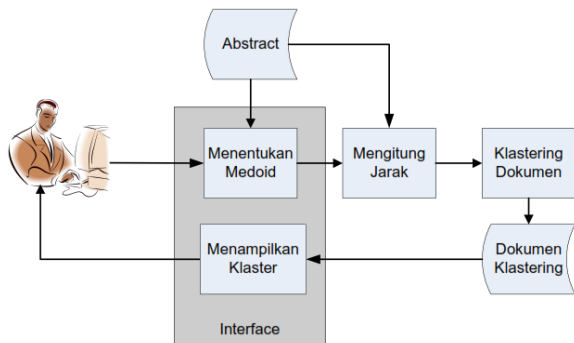 Abstract
Menentukan
Medoid
Mengitung
Jarak
Klastering
Dokumen
Menampilkan
Klaster
Dokumen
Klastering
Interface